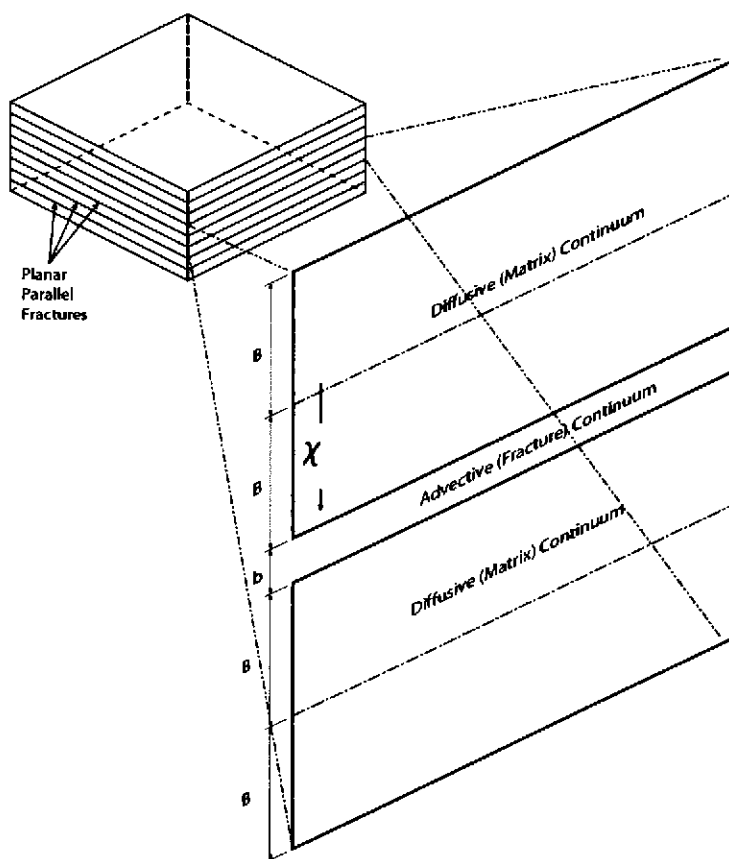 Planar
Parallel
Fractures
Diffusive (Matrix) Continuum
B
χ
Advective (Fracture) Continuum
B
b
Diffusive (Matrix) Continuum
B
B